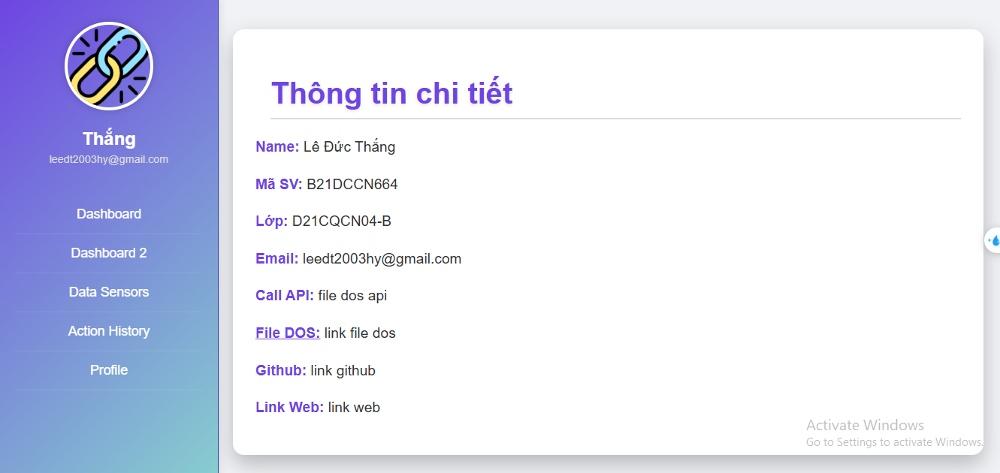 Thắng
leedt2003hy@gmail.com
Dashboard
Dashboard 2
Data Sensors
Action History
Profile
Thông tin chi tiết
Name: Lê Đức Thắng
Mã SV: B21DCCN664
Lớp: D21CQCN04-B
Email: leedt2003hy@gmail.com
Call API: file dos api
File DOS: link file dos
Github: link github
Link Web: link web
Activate Windows
Go to Settings to activate Windows.